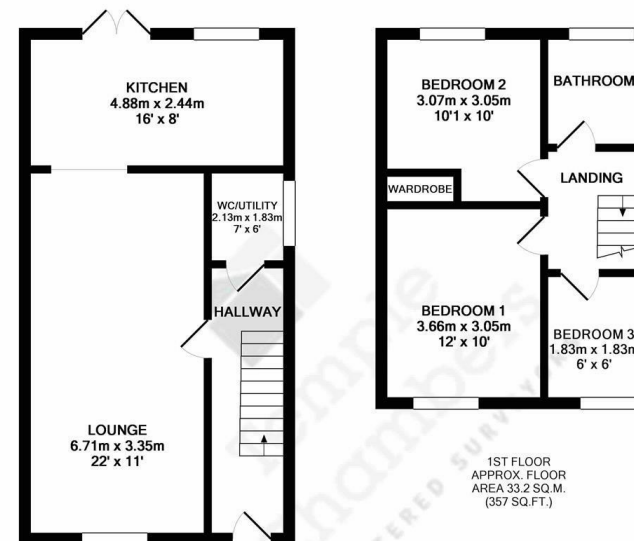 KITCHEN
4.88m x 2.44m
16' x 8'
WC/UTILITY
2.13m x 1.83m
7' x 6'
HALLWAY
LOUNGE
6.71m x 3.35m
22' x 11'
BEDROOM 2
3.07m x 3.05m
10'1 x 10'
BATHROOM
WARDROBE
LANDING
BEDROOM 1
3.66m x 3.05m
12' x 10'
BEDROOM 3
1.83m x 1.83m
6' x 6'
1ST FLOOR
APPROX. FLOOR
AREA 33.2 SQ.M.
(357 SQ.FT.)